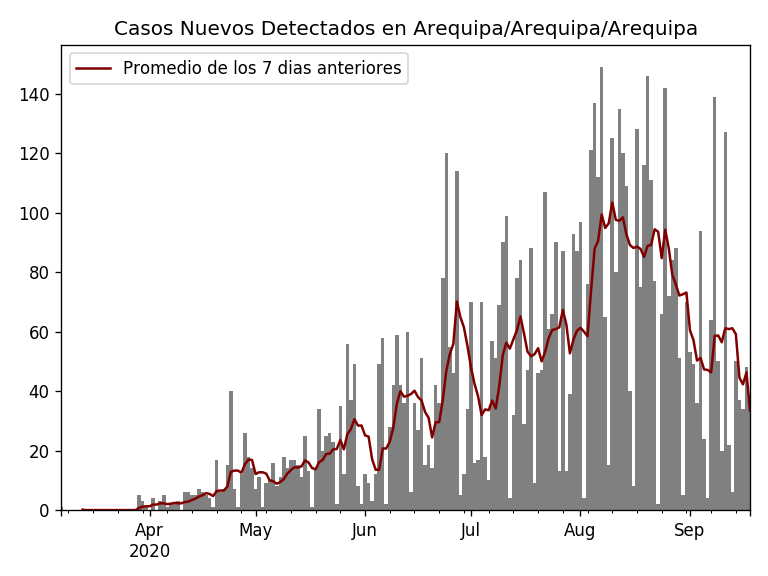 Casos Nuevos Detectados en Arequipa/Arequipa/Arequipa
Promedio de los 7 dias anteriores
140
120
100
80
60
40
20
0
Apr
2020
May
Jun
Jul
Aug
Sep